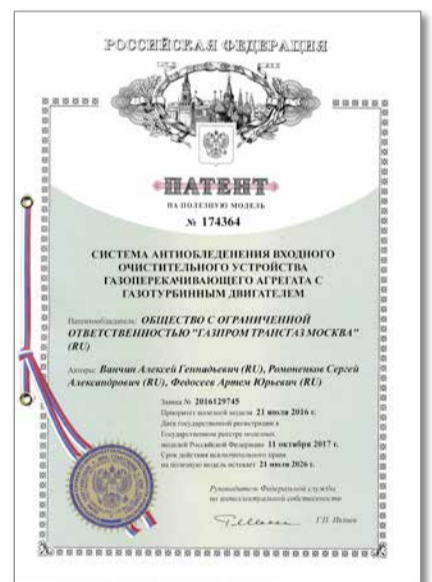 РОССИЙСКАЯ ФЕДЕРАЦИЯ
ПАТЕНТ
НА ПОЛЕЗНУЮ МОДЕЛЬ
№ 174364
СИСТЕМА АНТИОБЛЕДЕНЕНИЯ ВХОДНОГО
ОЧИСТИТЕЛЬНОГО УСТРОЙСТВА
ГАЗОПЕРЕКАЧИВАЮЩЕГО АГРЕГАТА С
ГАЗОТУРБИННЫМ ДВИГАТЕЛЕМ
Патентообладатель: ОБЩЕСТВО С ОГРАНИЧЕННОЙ
ОТВЕТСТВЕННОСТЬЮ "ГАЗПРОМ ТРАНСГАЗ МОСКВА"
(RU)
Авторы: Ванчин Алексей Геннадьевич (RU), Ромоненков Сергей
Александрович (RU), Федосеев Артем Юрьевич (RU)
Заявка № 2016129745
Приоритет полезной модели 21 июля 2016 г.
Дата государственной регистрации в
Государственном реестре полезных
моделей Российской Федерации 11 октября 2017 г.
Срок действия исключительного права
на полезную модель истекает 21 июля 2026 г.
Руководитель Федеральной службы
по интеллектуальной собственности
Г.П. Ивлиев